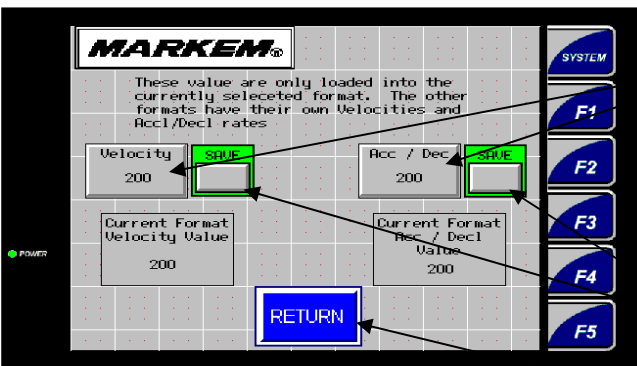 MARKEM®
SYSTEM
These value are only loaded into the
currently seleceted format. The other
formats have their own Velocities and
Accl/Decl rates
F1
Velocity
200
SAVE
Acc / Dec
200
SAVE
F2
Current Format
Velocity Value
200
Current Format
Acc / Decl
Value
200
F3
POWER
F4
RETURN
F5